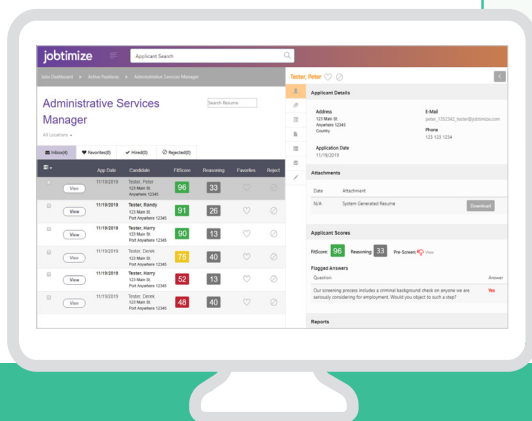 jobtimize
Applicant Search
Jobs Dashboard
Active Positions
Administrative Services Manager
Tester, Peter
Administrative Services
Manager
Search Resume
All Locations
Inbox(4) Favorites(0) Hired(0) Rejected(0)
App Date Candidate FitScore Reasoning Favorites Reject
View 11/19/2019 Tester, Peter 96 33
123 Main St
Anywhere 12345
View 11/19/2019 Tester, Randy 91 26
123 Main St
Port Anywhere 12345
View 11/19/2019 Tester, Harry 90 13
123 Main St
Port Anywhere 12345
View 11/19/2019 Tester, Derek 40
123 Main St
Port Anywhere 12345
View 11/19/2019 Tester, Harry 52 13
123 Main St
Port Anywhere 12345
View 11/19/2019 Tester, Derek 48 40
123 Main St
Port Anywhere 12345
Applicant Details
Address
123 Main St
Anywhere 12345
Country
E-Mail
Phone
123 123 1234
Application Date
11/19/2019
Attachments
Date Attachment
N/A System Generated Resume Download
Applicant Scores
FitScore 96 Reasoning 33 Pre-Screen View
Flagged Answers
Question Answer
Our screening process includes a criminal background check on anyone we are Yes
seriously considering for employment. Would you object to such a step?
Reports